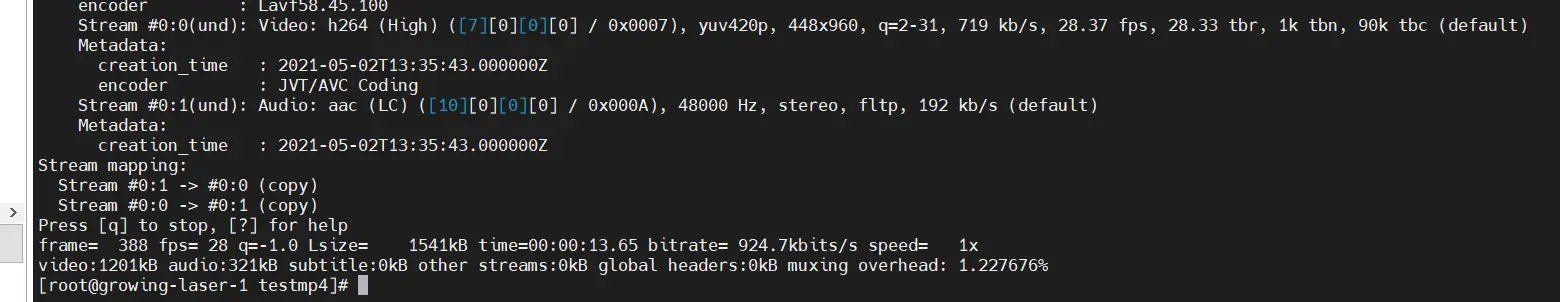 encoder : Lavf58.45.100
Stream #0:0(und): Video: h264 (High) ([7][0][0][0] / 0x0007), yuv420p, 448x960, q=2-31, 719 kb/s, 28.37 fps, 28.33 tbr, 1k tbn, 90k tbc (default)
Metadata:
creation_time : 2021-05-02T13:35:43.000000Z
encoder : JVT/AVC Coding
Stream #0:1(und): Audio: aac (LC) ([10][0][0][0] / 0x000A), 48000 Hz, stereo, fltp, 192 kb/s (default)
Metadata:
creation_time : 2021-05-02T13:35:43.000000Z
Stream mapping:
Stream #0:1 -> #0:0 (copy)
Stream #0:0 -> #0:1 (copy)
Press [q] to stop, [?] for help
frame= 388 fps= 28 q=-1.0 Lsize= 1541kB time=00:00:13.65 bitrate= 924.7kbits/s speed= 1x
video:1201kB audio:321kB subtitle:0kB other streams:0kB global headers:0kB muxing overhead: 1.227676%
[root@growing-laser-1 testmp4]#